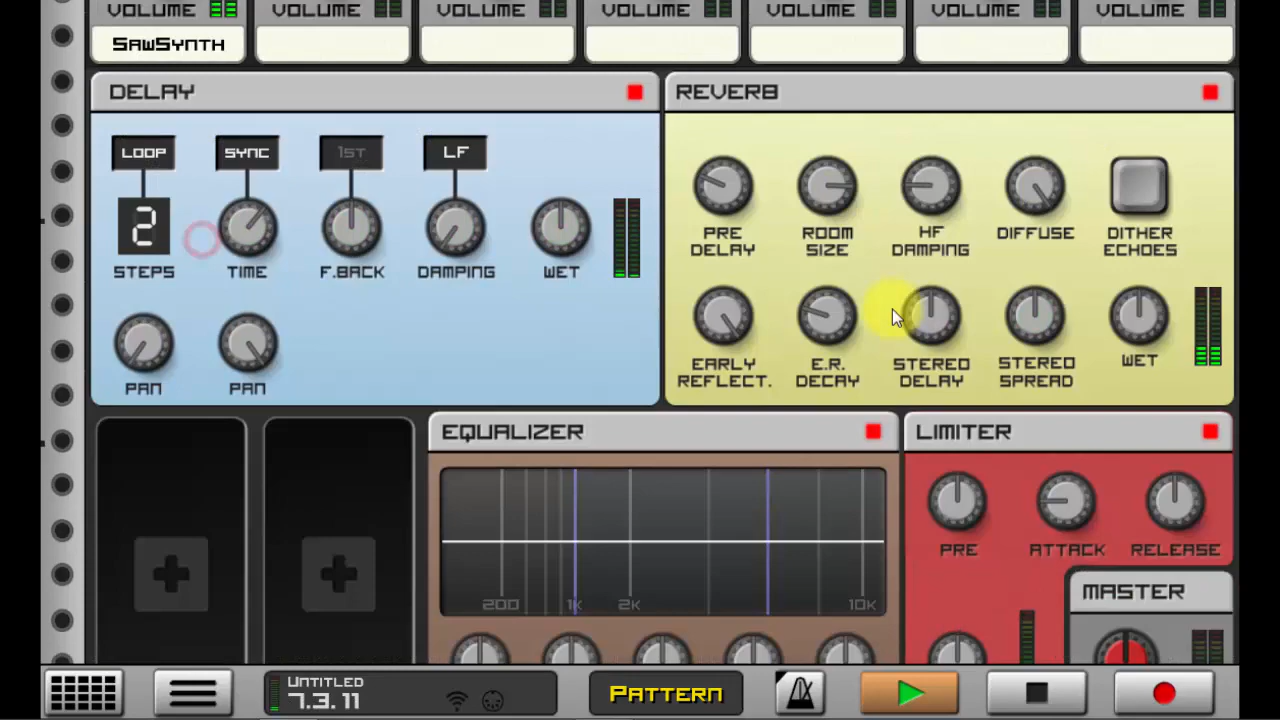 VOLUME VOLUME VOLUME VOLUME VOLUME VOLUME VOLUME
SAWSYNTH
DELAY
LOOP SYNC 1ST LF
2
STEPS TIME F.BACK DAMPING WET
PAN PAN
REVERB
PRE DELAY
ROOM SIZE
HF DAMPING
DIFFUSE
DITHER ECHOES
EARLY REFLECT.
E.R. DECAY
STEREO DELAY
STEREO SPREAD
WET
EQUALIZER
200 1K 2K 10K
LIMITER
PRE ATTACK RELEASE
MASTER
UNTITLED
7.3.11
PATTERN